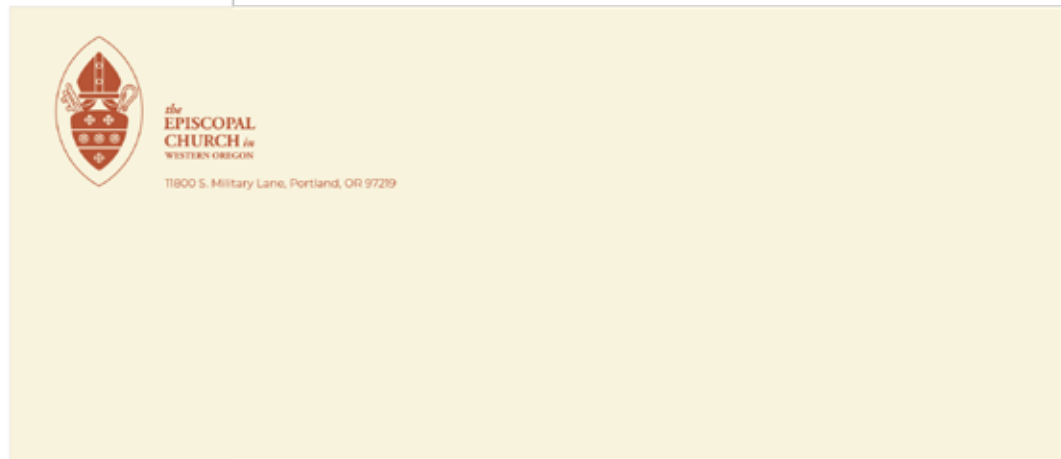 the
EPISCOPAL
CHURCH in
WESTERN OREGON
11800 S. Military Lane, Portland, OR 97219